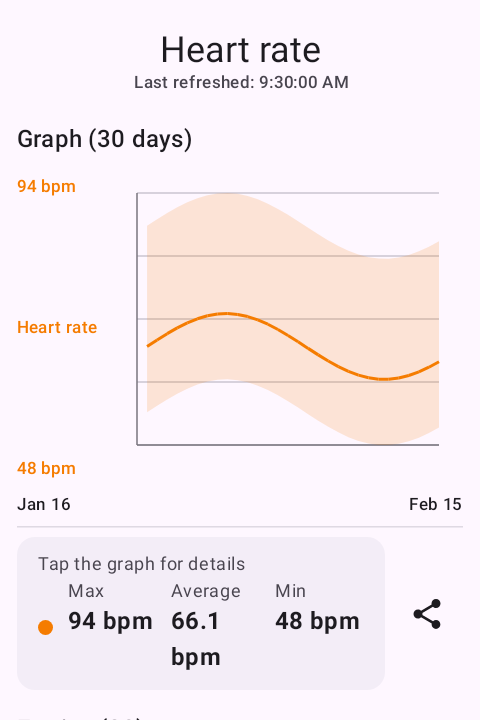 Heart rate
Last refreshed: 9:30:00 AM
Graph (30 days)
94 bpm
Heart rate
48 bpm
Jan 16 Feb 15
Tap the graph for details
Max Average Min
94 bpm 66.1 bpm 48 bpm